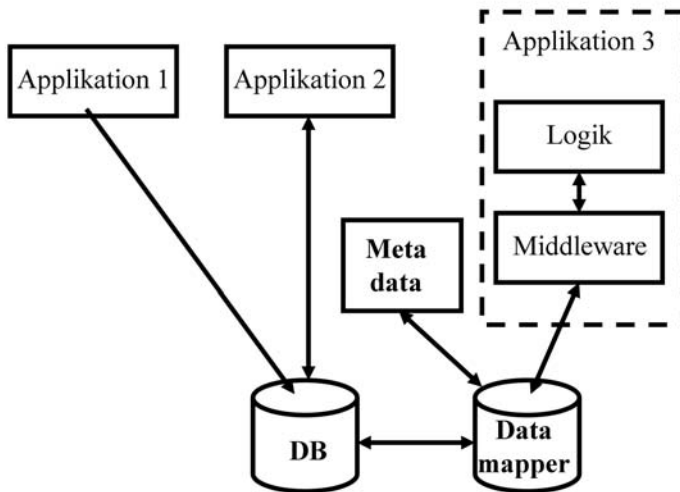 Applikation 3
Applikation 1
Applikation 2
Logik
Middleware
Meta
data
DB
Data
mapper